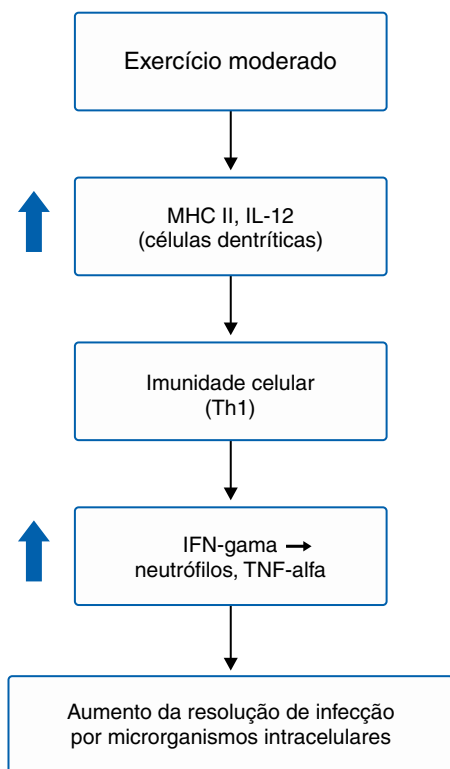 Exercício moderado
MHC II, IL-12
(células dentríticas)
Imunidade celular
(Th1)
IFN-gama →
neutrófilos, TNF-alfa
Aumento da resolução de infecção
por microrganismos intracelulares